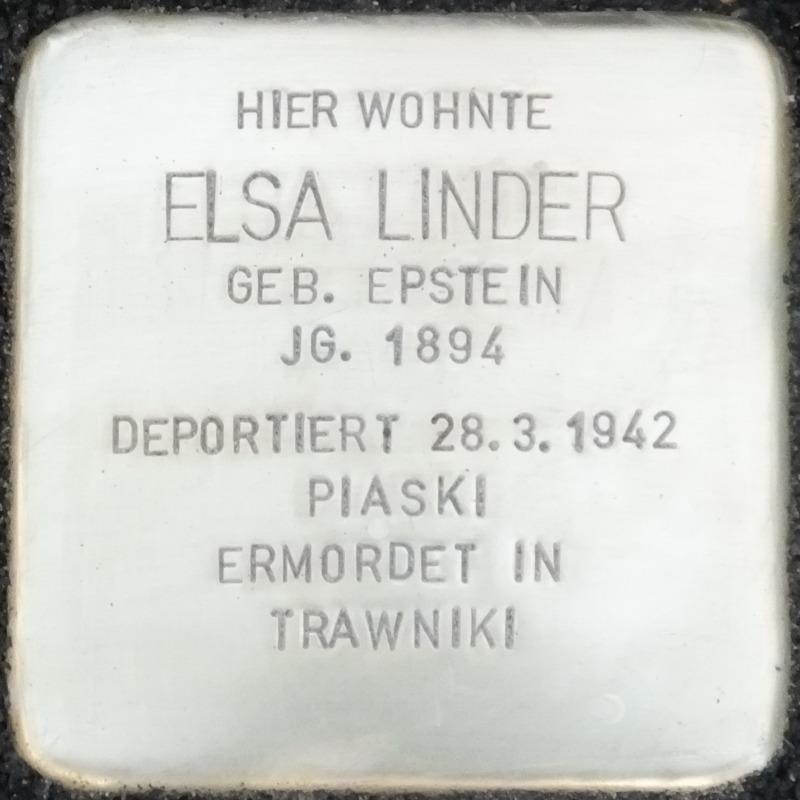 HIER WOHNTE
ELSA LINDER
GEB. EPSTEIN
JG. 1894
DEPORTIERT 28.3.1942
PIASKI
ERMORDET IN
TRAWNIKI